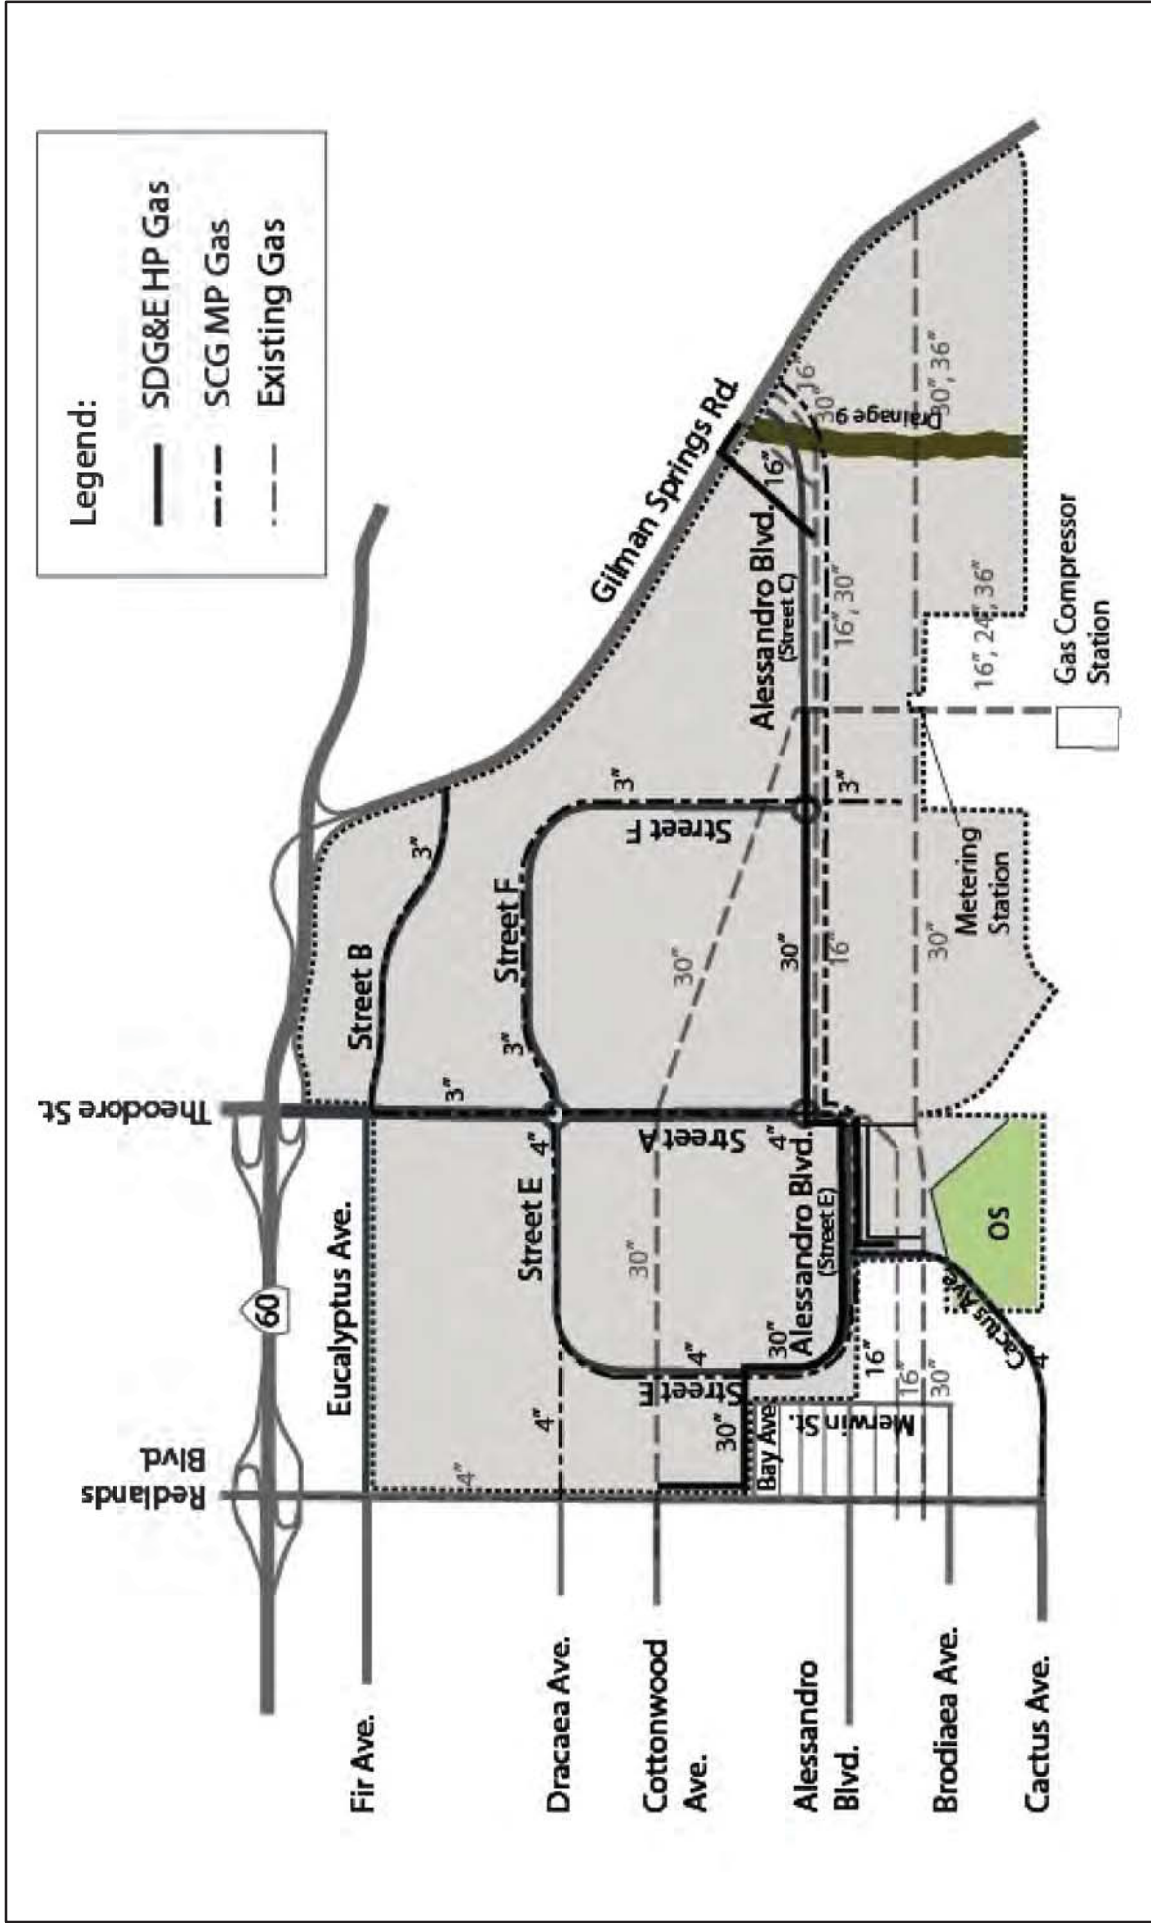 Legend:
SDG&E HP Gas
SCG MP Gas
Existing Gas
Theodore St.
Redlands
Blvd.
60
Eucalyptus Ave.
Fir Ave.
Street B
3"
3"
Gilman Springs Rd.
Street F
3"
Street F
3"
Street E
4"
4"
4"
Dracaea Ave.
Street A
4"
30"
30"
Cottonwood
Ave.
Street E
4"
30"
30"
Bay Ave.
Merwin St.
Alessandro Blvd.
(Street E)
Alessandro Blvd.
(Street C)
16"
16"
30"
16", 30"
30"
16"
3"
Drainage 9
30", 36"
16", 24", 36"
Gas Compressor
Station
Metering
Station
30"
16"
16"
30"
Alessandro
Blvd.
Brodiaea Ave.
OS
Cactus Ave.
4"
Cactus Ave.